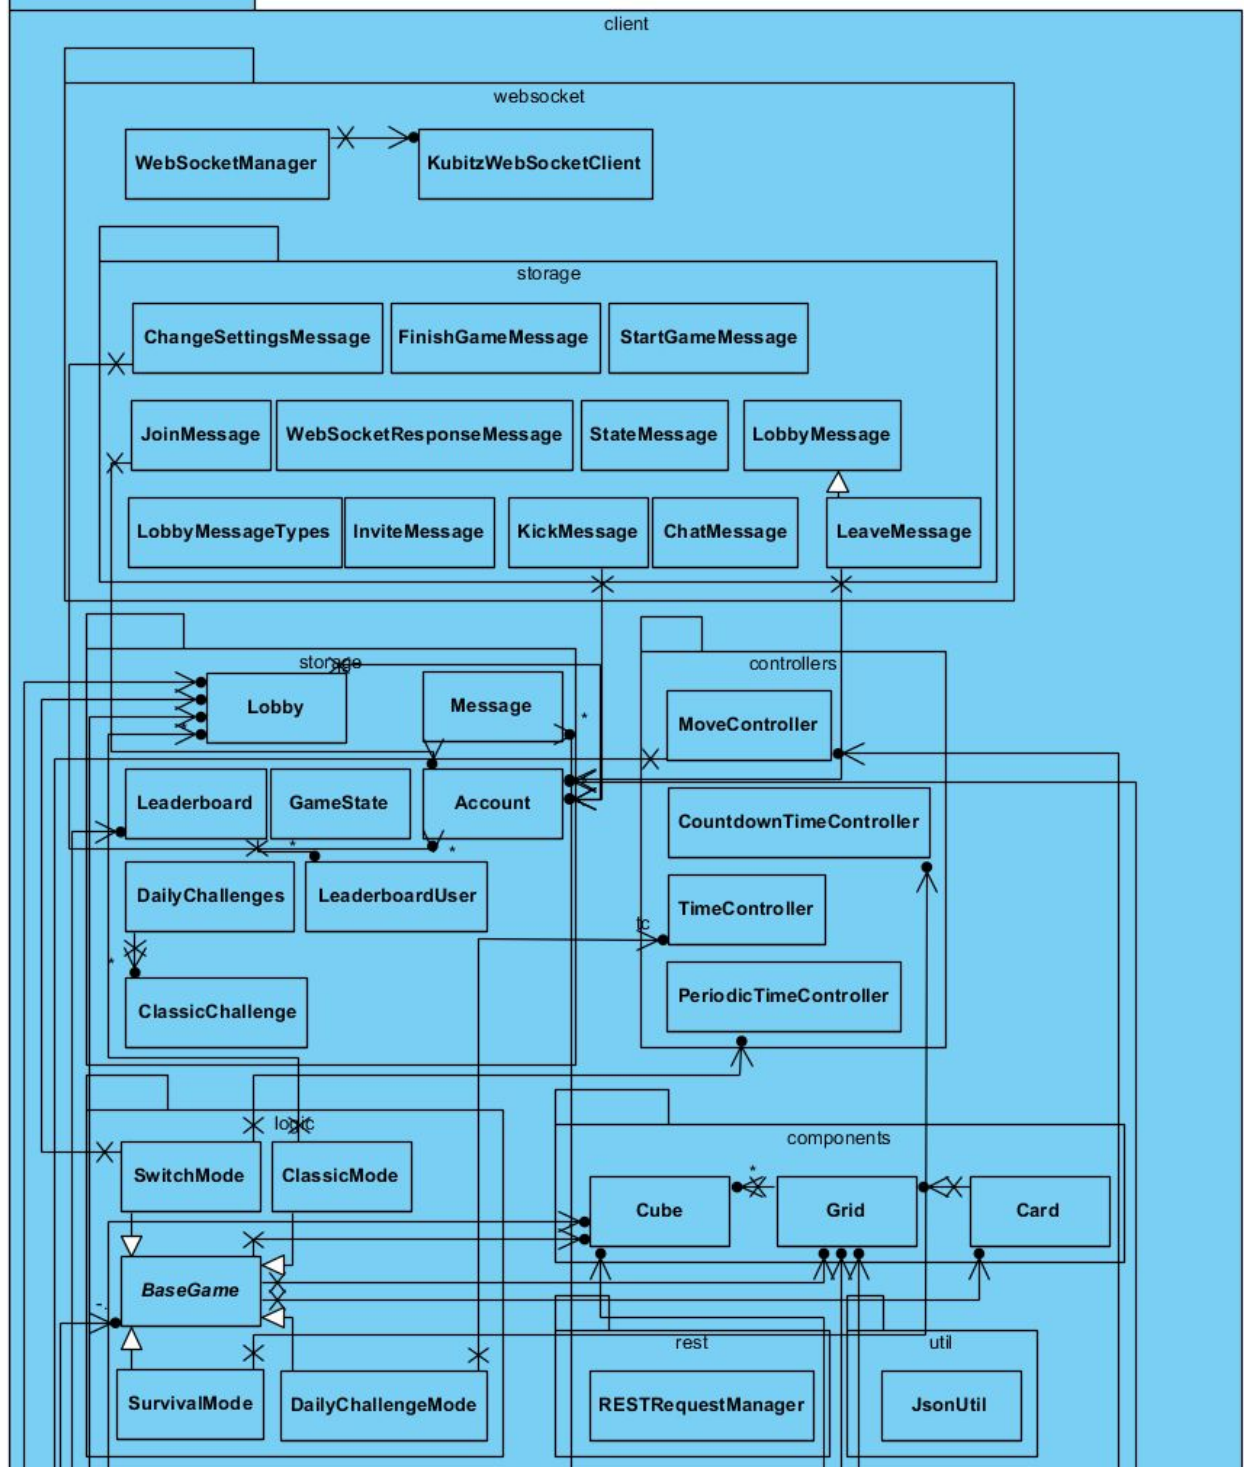 client
websocket
WebSocketManager
KubitzWebSocketClient
storage
ChangeSettingsMessage
FinishGameMessage
StartGameMessage
JoinMessage
WebSocketResponseMessage
StateMessage
LobbyMessage
LobbyMessageTypes
InviteMessage
KickMessage
ChatMessage
LeaveMessage
storage
controllers
Lobby
Message
*
*
MoveController
Leaderboard
GameState
Account
CountdownTimeController
*
*
DailyChallenges
LeaderboardUser
TimeController
tc
*
ClassicChallenge
PeriodicTimeController
logic
components
SwitchMode
ClassicMode
*
Cube
Grid
Card
BaseGame
rest
util
SurvivalMode
DailyChallengeMode
RESTRequestManager
JsonUtil